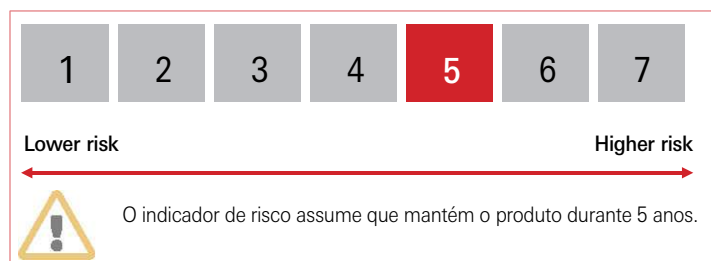 1 2 3 4 5 6 7
Lower risk Higher risk
O indicador de risco assume que mantém o produto durante 5 anos.